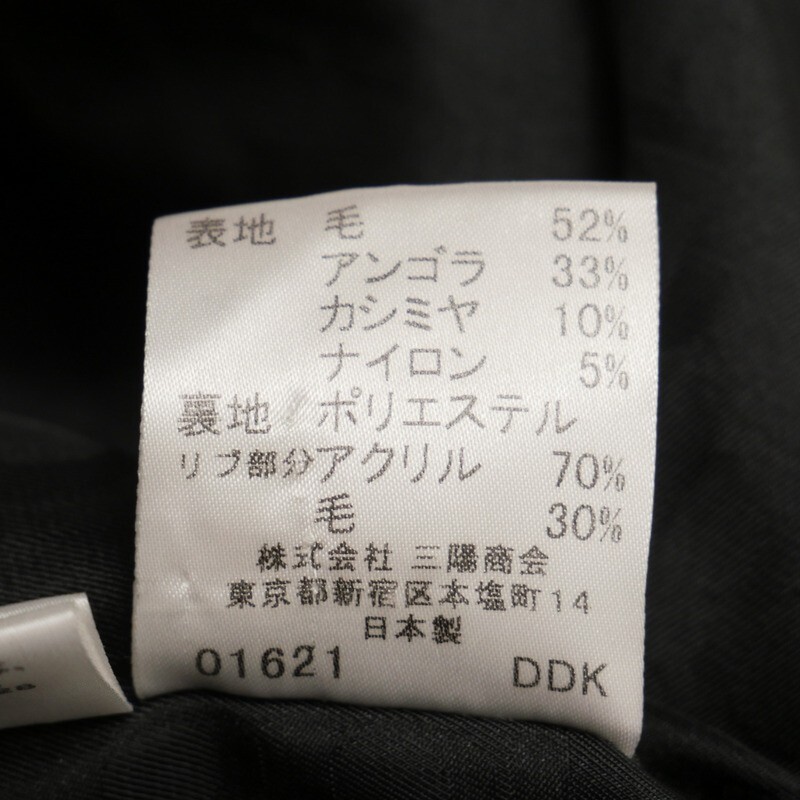 表地 毛 52%
アンゴラ 33%
カシミヤ 10%
ナイロン 5%
裏地 ポリエステル
リブ部分アクリル 70%
毛 30%
株式会社 三陽商会
東京都新宿区本塩町14
日本製
01621 DDK